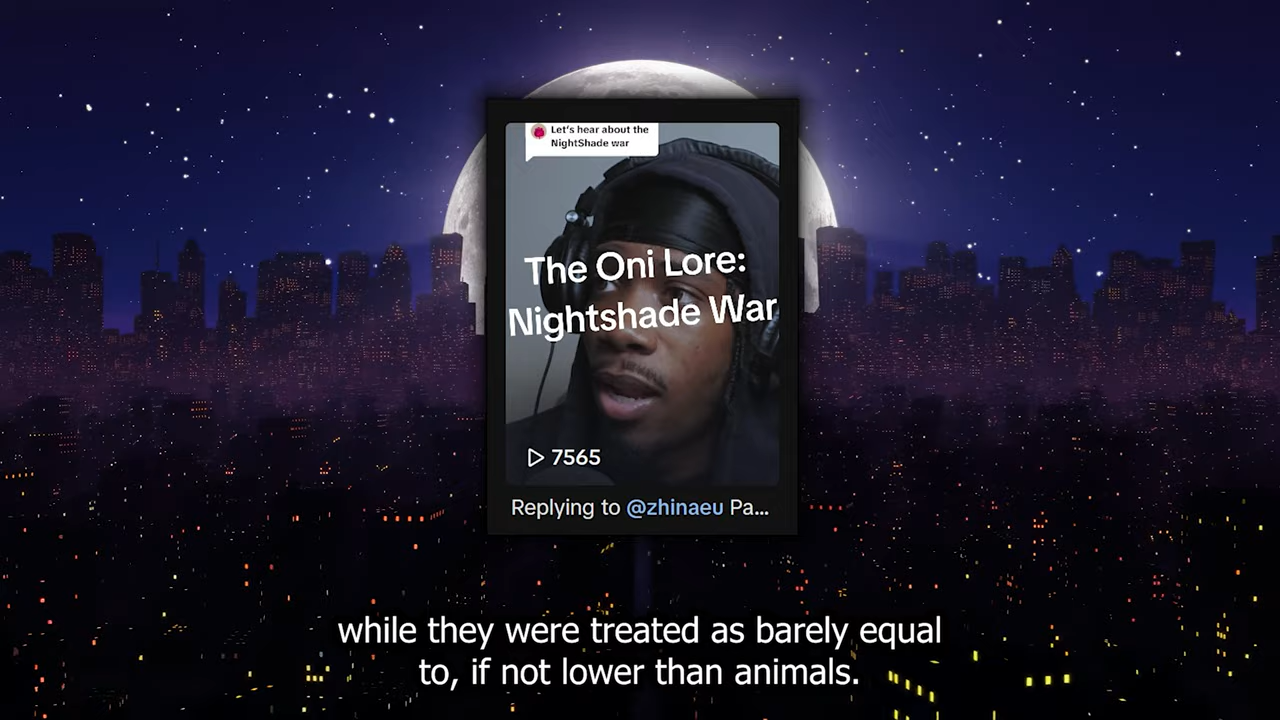 Let's hear about the
NightShade war
The Oni Lore:
Nightshade War
7565
Replying to @zhinaeu Pa...
while they were treated as barely equal
to, if not lower than animals.